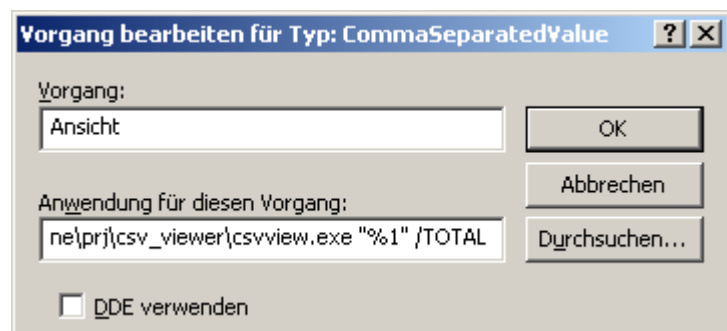 Vorgang bearbeiten für Typ: CommaSeparatedValue
Vorgang:
Ansicht
OK
Abbrechen
Anwendung für diesen Vorgang:
ne\prj\csv_viewer\csvview.exe "%1" /TOTAL
Durchsuchen...
DDE verwenden